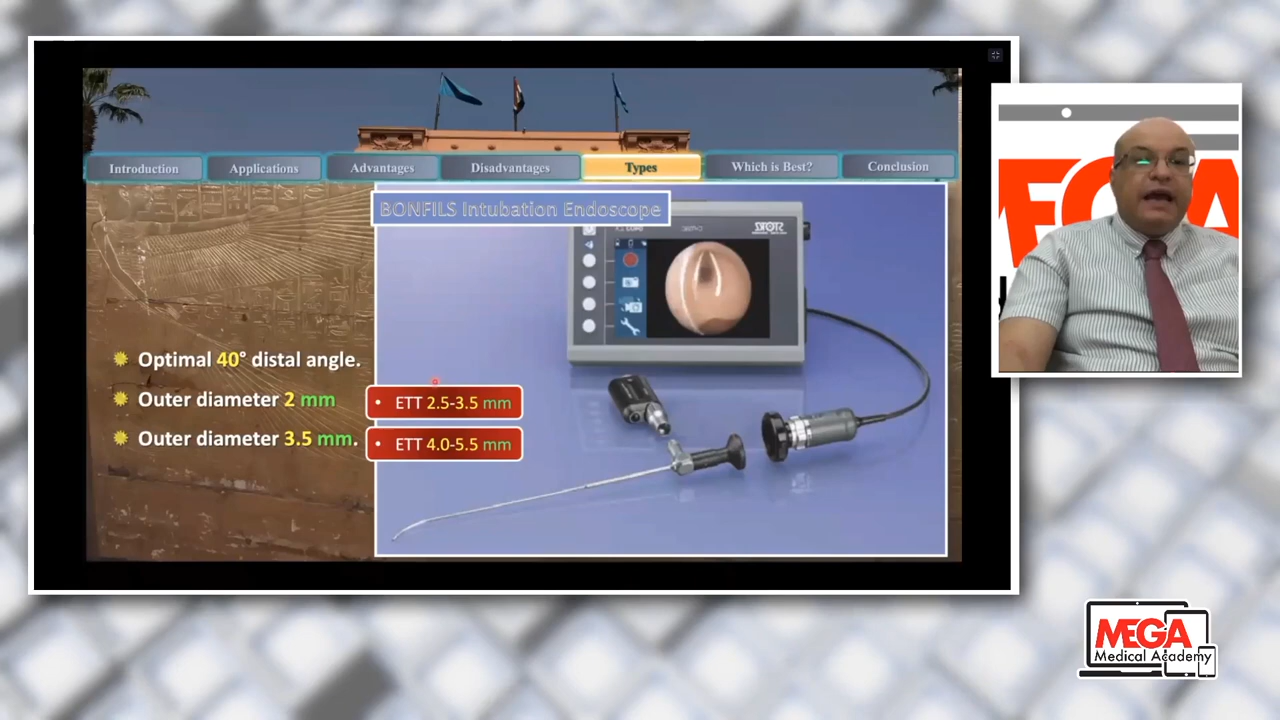 Introduction
Applications
Advantages
Disadvantages
Types
Which is Best?
Conclusion
BONFILS Intubation Endoscope
STORZ
Optimal 40° distal angle.
Outer diameter 2 mm
• ETT 2.5-3.5 mm
Outer diameter 3.5 mm.
• ETT 4.0-5.5 mm
MEGA
Medical Academy